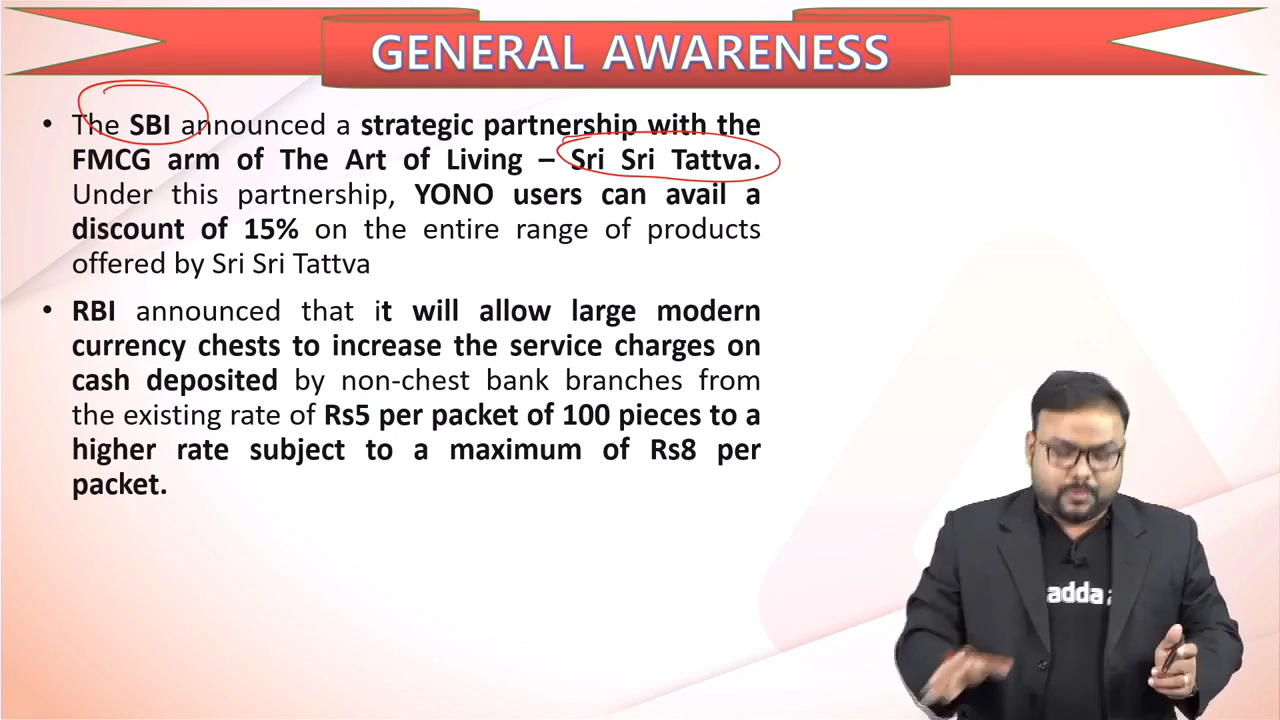 GENERAL AWARENESS
• The SBI announced a strategic partnership with the
FMCG arm of The Art of Living – Sri Sri Tattva.
Under this partnership, YONO users can avail a
discount of 15% on the entire range of products
offered by Sri Sri Tattva
• RBI announced that it will allow large modern
currency chests to increase the service charges on
cash deposited by non-chest bank branches from
the existing rate of Rs5 per packet of 100 pieces to a
higher rate subject to a maximum of Rs8 per
packet.
adda